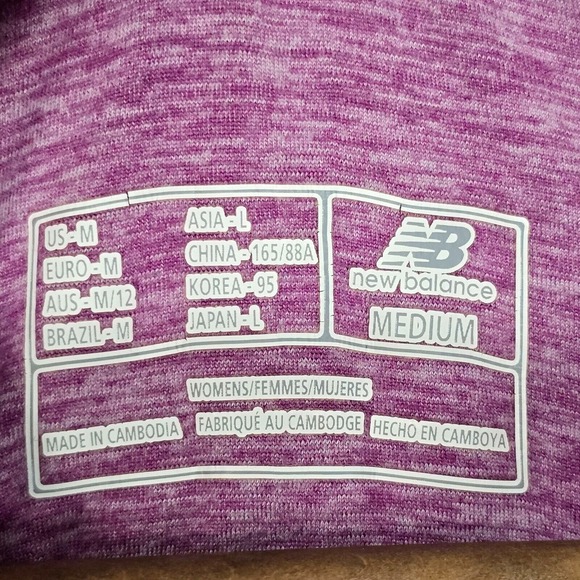 US-M
EURO-M
AUS-M/12
BRAZIL-M
ASIA-L
CHINA-165/88A
KOREA-95
JAPAN-L
NB
new balance
MEDIUM
WOMENS/FEMMES/MUJERES
MADE IN CAMBODIA
FABRIQUÉ AU CAMBODGE
HECHO EN CAMBOYA